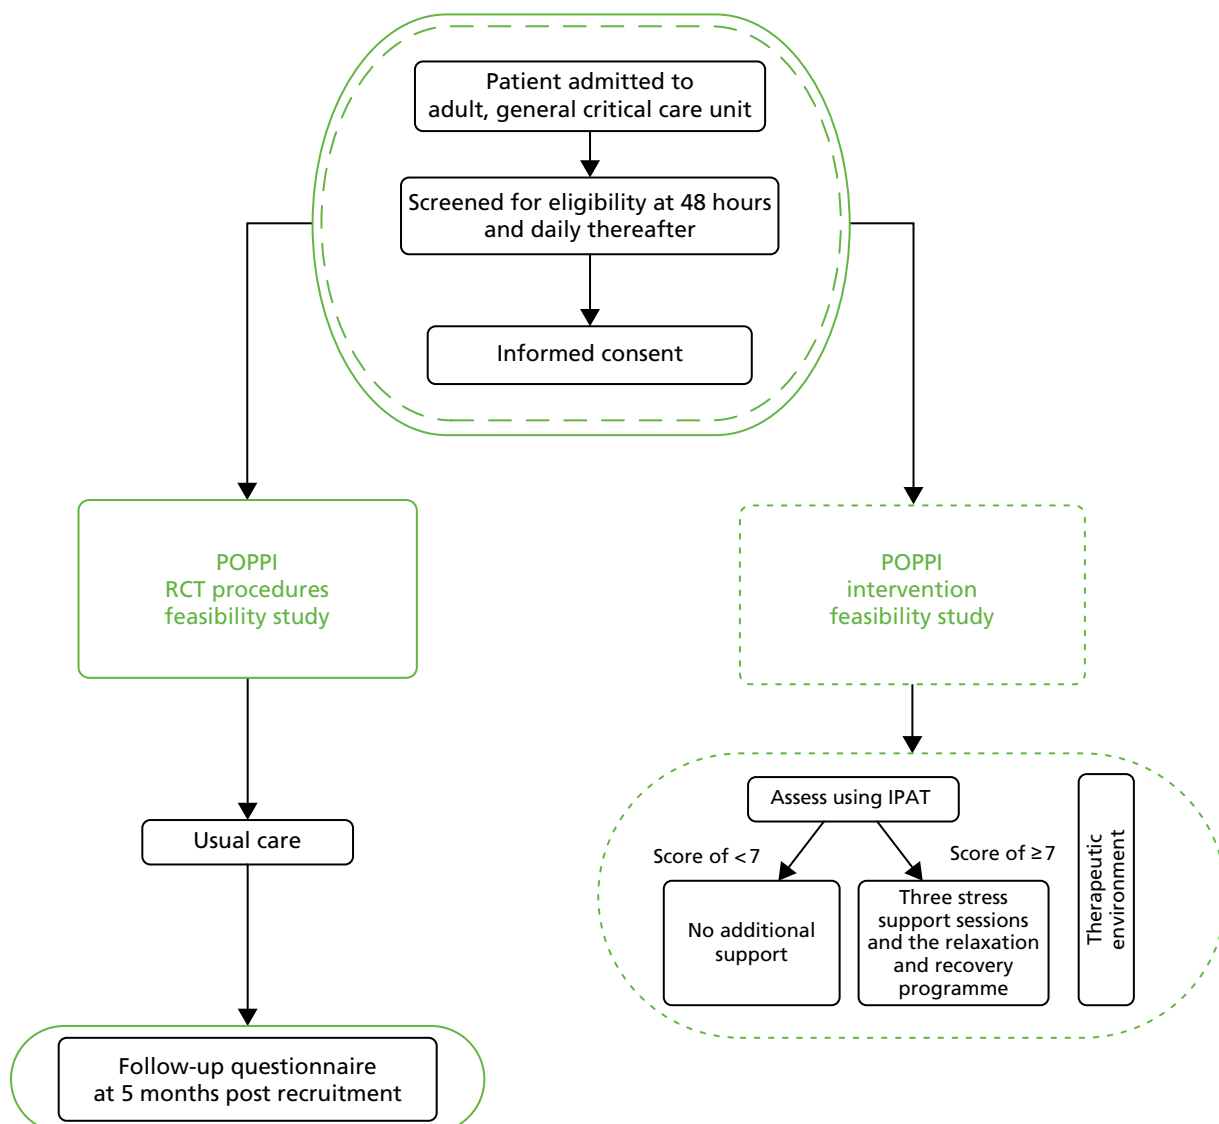 Patient admitted to
adult, general critical care unit
Screened for eligibility at 48 hours
and daily thereafter
Informed consent
POPPI
RCT procedures
feasibility study
POPPI
intervention
feasibility study
Usual care
Follow-up questionnaire
at 5 months post recruitment
Assess using IPAT
Score of <7
Score of ≥7
No additional
support
Three stress
support sessions
and the relaxation
and recovery
programme
Therapeutic
environment